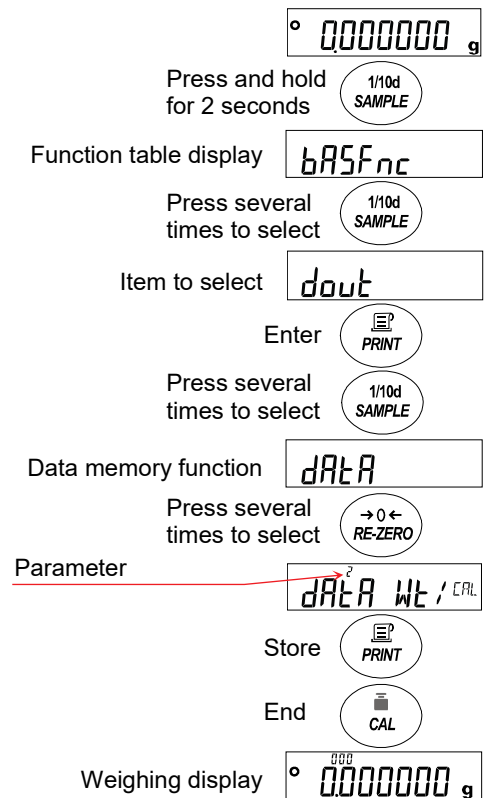 0.000000 g
Press and hold
for 2 seconds
1/10d
SAMPLE
Function table display
bASFnc
Press several
times to select
1/10d
SAMPLE
Item to select
dout
Enter
PRINT
Press several
times to select
1/10d
SAMPLE
Data memory function
dAtA
Press several
times to select
→0←
RE-ZERO
Parameter
2
dAtA Wt/ CAL
Store
PRINT
End
CAL
000
Weighing display
0.000000 g